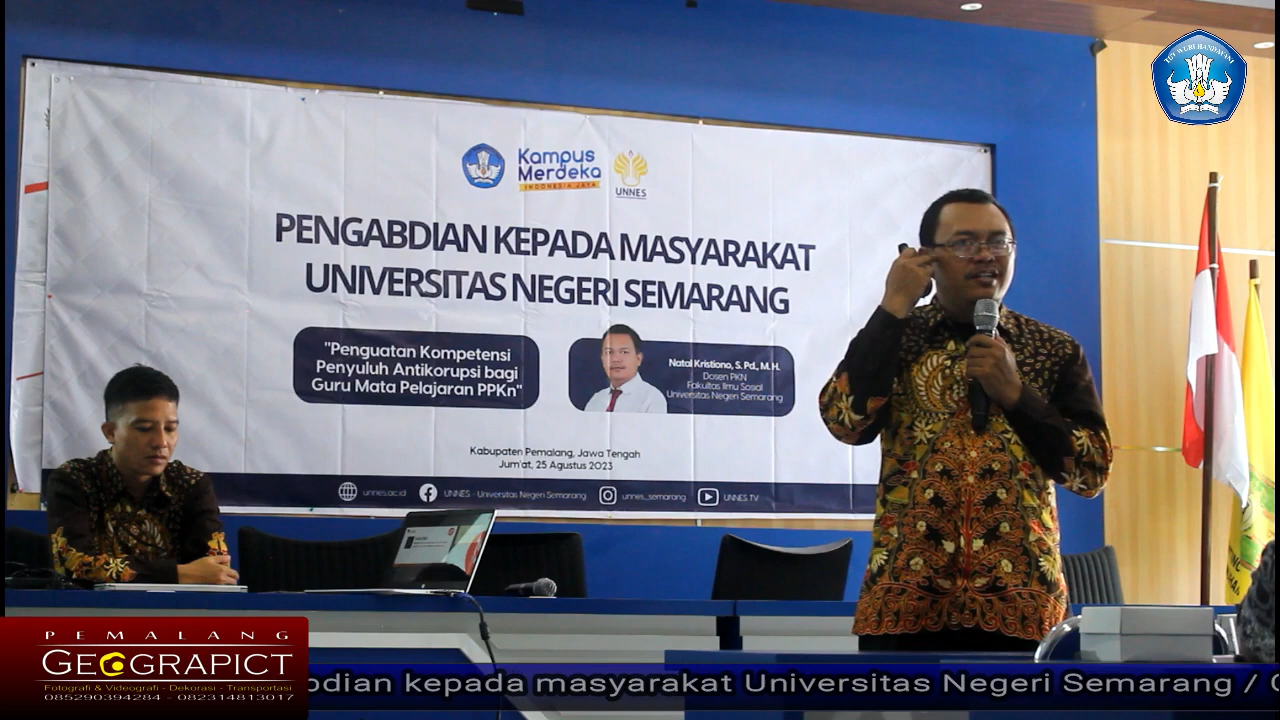 TUT WURI HANDAYANI
Kampus
Merdeka
INDONESIA JAYA
UNNES
PENGABDIAN KEPADA MASYARAKAT
UNIVERSITAS NEGERI SEMARANG
"Penguatan Kompetensi
Penyuluh Antikorupsi bagi
Guru Mata Pelajaran PPKn"
Natal Kristiono, S. Pd., M.H.
Dosen PKN
Fakultas Ilmu Sosial
Universitas Negeri Semarang
Kabupaten Pemalang, Jawa Tengah
Jum'at, 25 Agustus 2023
unnes.ac.id
UNNES - Universitas Negeri Semarang
unnes_semarang
UNNES TV
PEMALANG
GEOGRAPICT
Fotografi & Videografi - Dekorasi - Transportasi
085290394284 - 082314813017
odian kepada masyarakat Universitas Negeri Semarang /